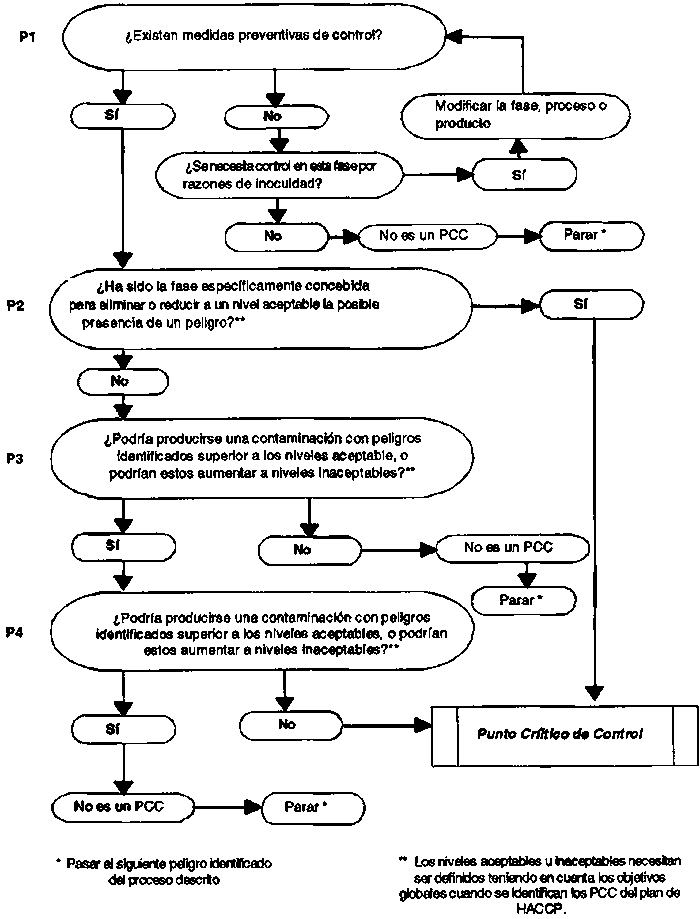 P1
¿Existen medidas preventivas de control?
Sí
No
Modificar la fase, proceso o
producto
¿Se necesita control en esta fase por
razones de inocuidad?
Sí
No
No es un PCC
Parar *
P2
¿Ha sido la fase específicamente concebida
para eliminar o reducir a un nivel aceptable la posible
presencia de un peligro?**
Sí
No
P3
¿Podría producirse una contaminación con peligros
identificados superior a los niveles aceptable, o
podrían estos aumentar a niveles inaceptables?**
Sí
No
No es un PCC
Parar *
P4
¿Podría producirse una contaminación con peligros
identificados superior a los niveles aceptables, o podrían
estos aumentar a niveles ineceptables?**
Sí
No
Punto Crítico de Control
No es un PCC
Parar *
* Pasar al siguiente peligro identificado
del proceso descrito
** Los niveles aceptables u inaceptables necesitan
ser definidos teniendo en cuenta los objetivos
globales cuando se identifican los PCC del plan de
HACCP.